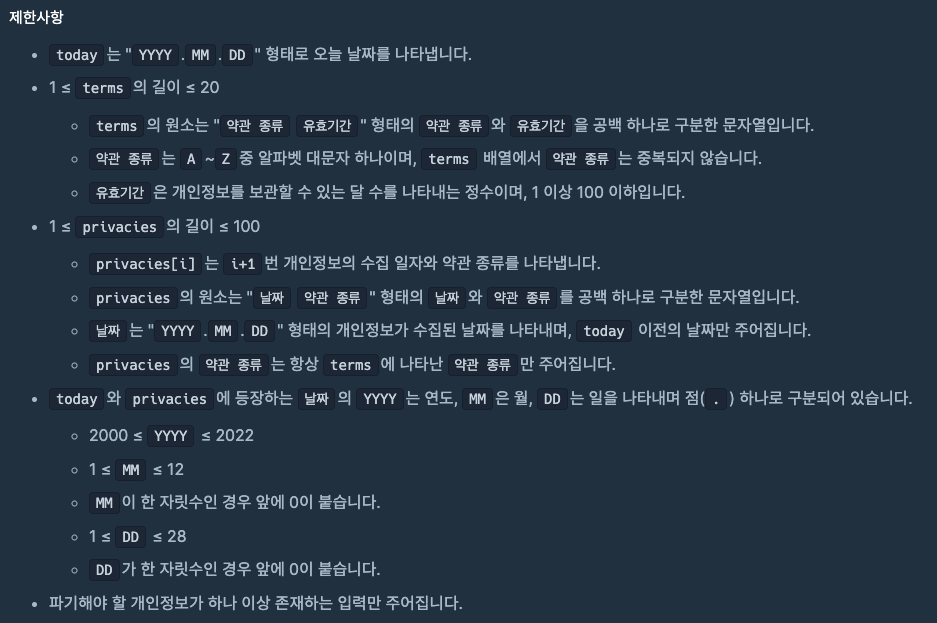 제한사항
• today 는 "YYYY.MM.DD" 형태로 오늘 날짜를 나타냅니다.
• 1 ≤ terms의 길이 ≤ 20
◦ terms 의 원소는 "약관 종류 유효기간" 형태의 약관 종류 와 유효기간 을 공백 하나로 구분한 문자열입니다.
◦ 약관 종류 는 A ~ Z 중 알파벳 대문자 하나이며, terms 배열에서 약관 종류 는 중복되지 않습니다.
◦ 유효기간 은 개인정보를 보관할 수 있는 달 수를 나타내는 정수이며, 1 이상 100 이하입니다.
• 1 ≤ privacies 의 길이 ≤ 100
◦ privacies[i] 는 i+1 번 개인정보의 수집 일자와 약관 종류를 나타냅니다.
◦ privacies 의 원소는 "날짜 약관 종류" 형태의 날짜 와 약관 종류 를 공백 하나로 구분한 문자열입니다.
◦ 날짜 는 "YYYY.MM.DD" 형태의 개인정보가 수집된 날짜를 나타내며, today 이전의 날짜만 주어집니다.
◦ privacies 의 약관 종류 는 항상 terms 에 나타난 약관 종류 만 주어집니다.
• today 와 privacies 에 등장하는 날짜 의 YYYY 는 연도, MM 은 월, DD 는 일을 나타내며 점(.) 하나로 구분되어 있습니다.
◦ 2000 ≤ YYYY ≤ 2022
◦ 1 ≤ MM ≤ 12
◦ MM 이 한 자릿수인 경우 앞에 0이 붙습니다.
◦ 1 ≤ DD ≤ 28
◦ DD 가 한 자릿수인 경우 앞에 0이 붙습니다.
• 파기해야 할 개인정보가 하나 이상 존재하는 입력만 주어집니다.